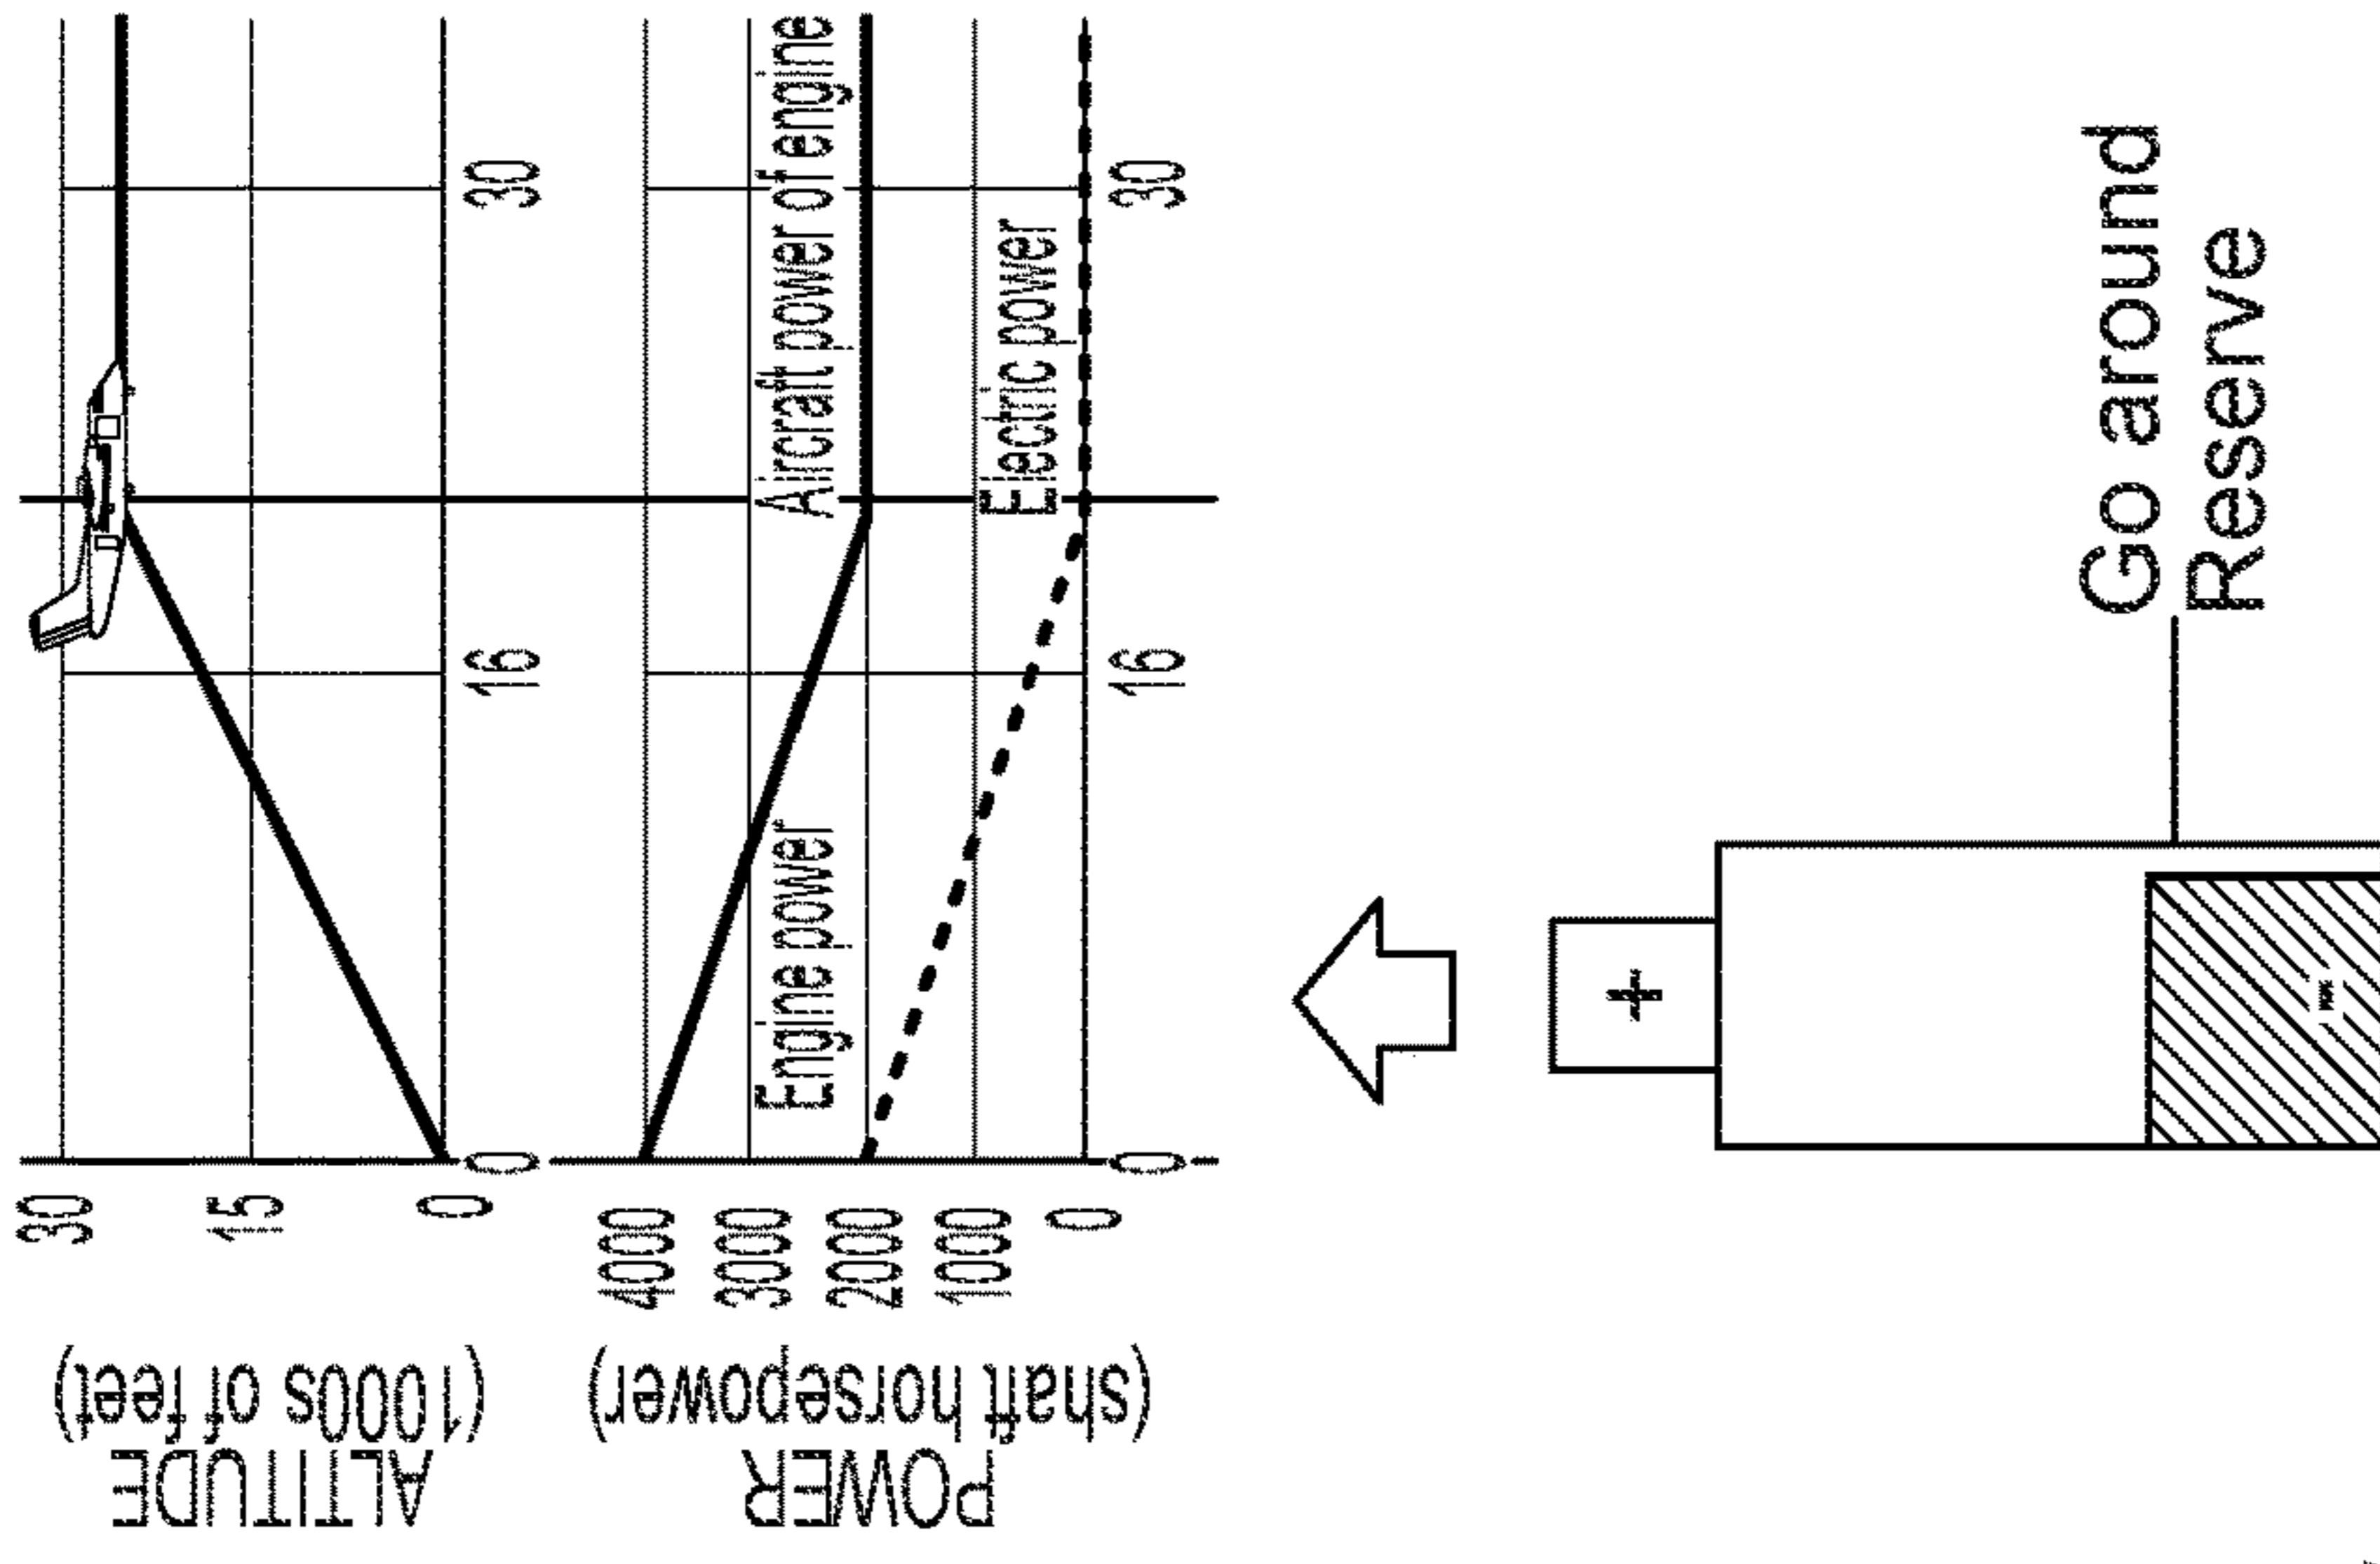 ALTITUDE
(1000s of feet)
30
15
0
0
16
30
POWER
(shaft horsepower)
4000
3000
2000
1000
0
Engine power
Aircraft power of engine
Electric power
0
16
30
+
Go around
Reserve